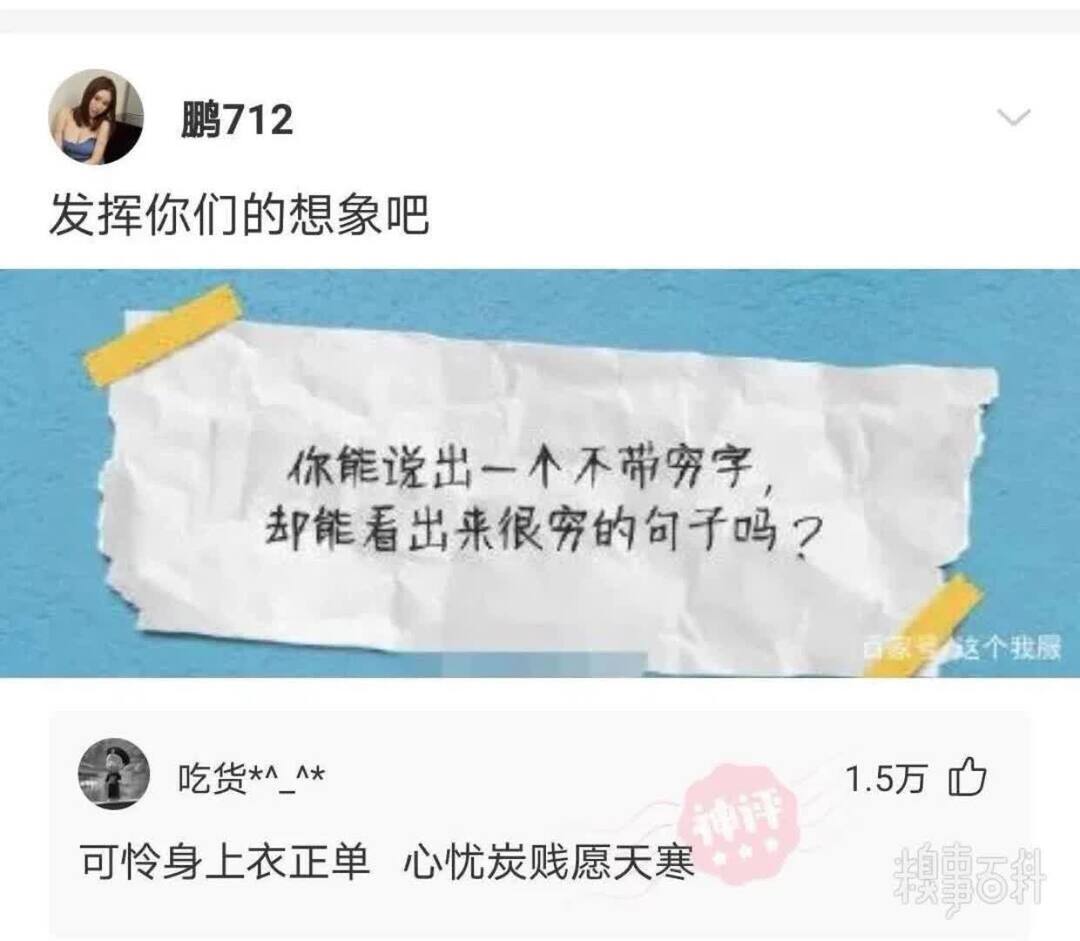 鹏712
发挥你们的想象吧
你能说出一个不带穷字,
却能看出来很穷的句子吗?
百家号/这个我服
吃货*^_^*
1.5万
神评
可怜身上衣正单 心忧炭贱愿天寒
糗事百科